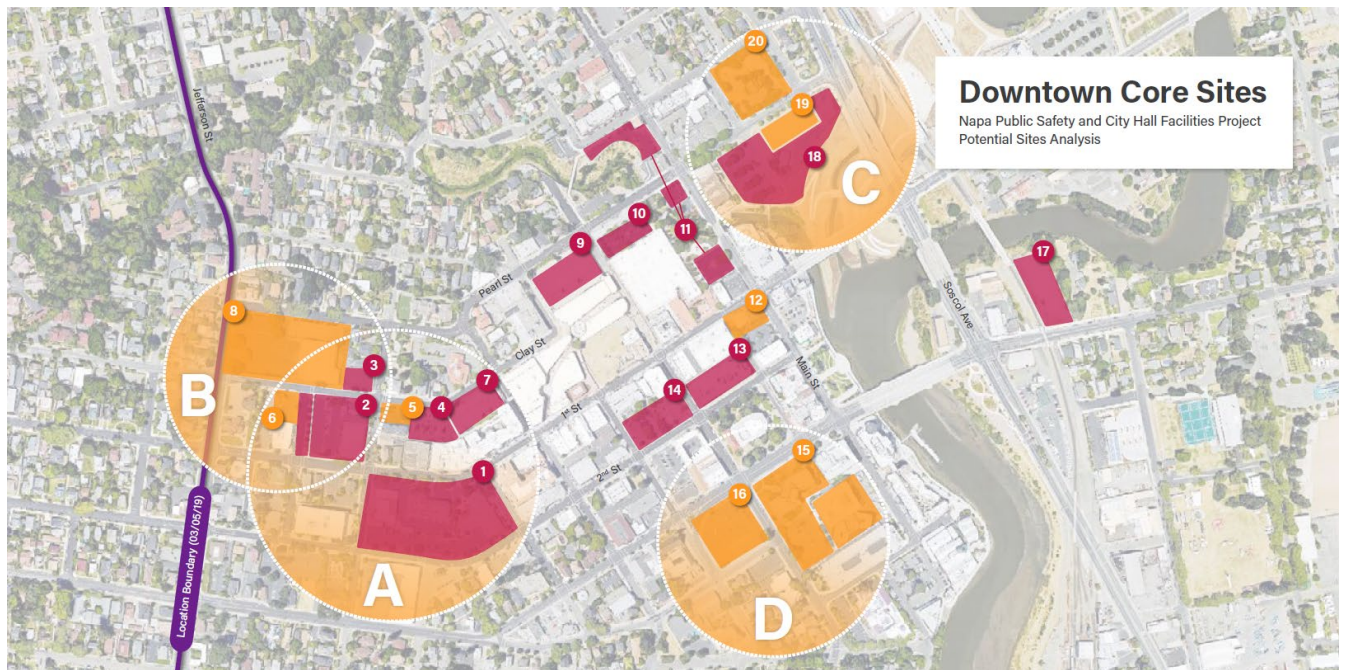 Downtown Core Sites
Napa Public Safety and City Hall Facilities Project
Potential Sites Analysis
Jefferson St
20
19
18
C
10
11
9
17
Pearl St.
Soscol Ave
8
12
Clay St
3
13
B
7
Main St
5
4
2
14
6
1st St
15
1
2nd St
16
Location Boundary (03/05/19)
A
D